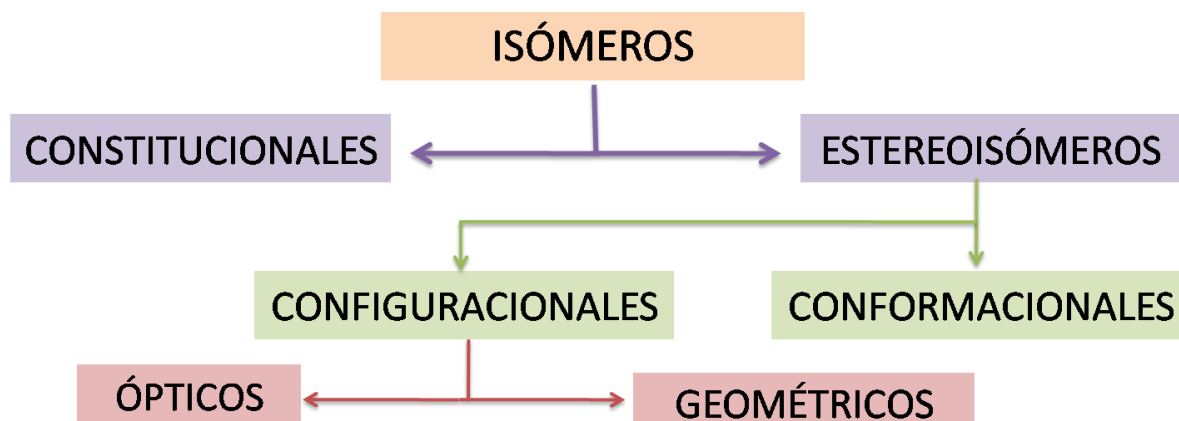 ISÓMEROS
CONSTITUCIONALES
ESTEREOISÓMEROS
CONFIGURACIONALES
CONFORMACIONALES
ÓPTICOS
GEOMÉTRICOS